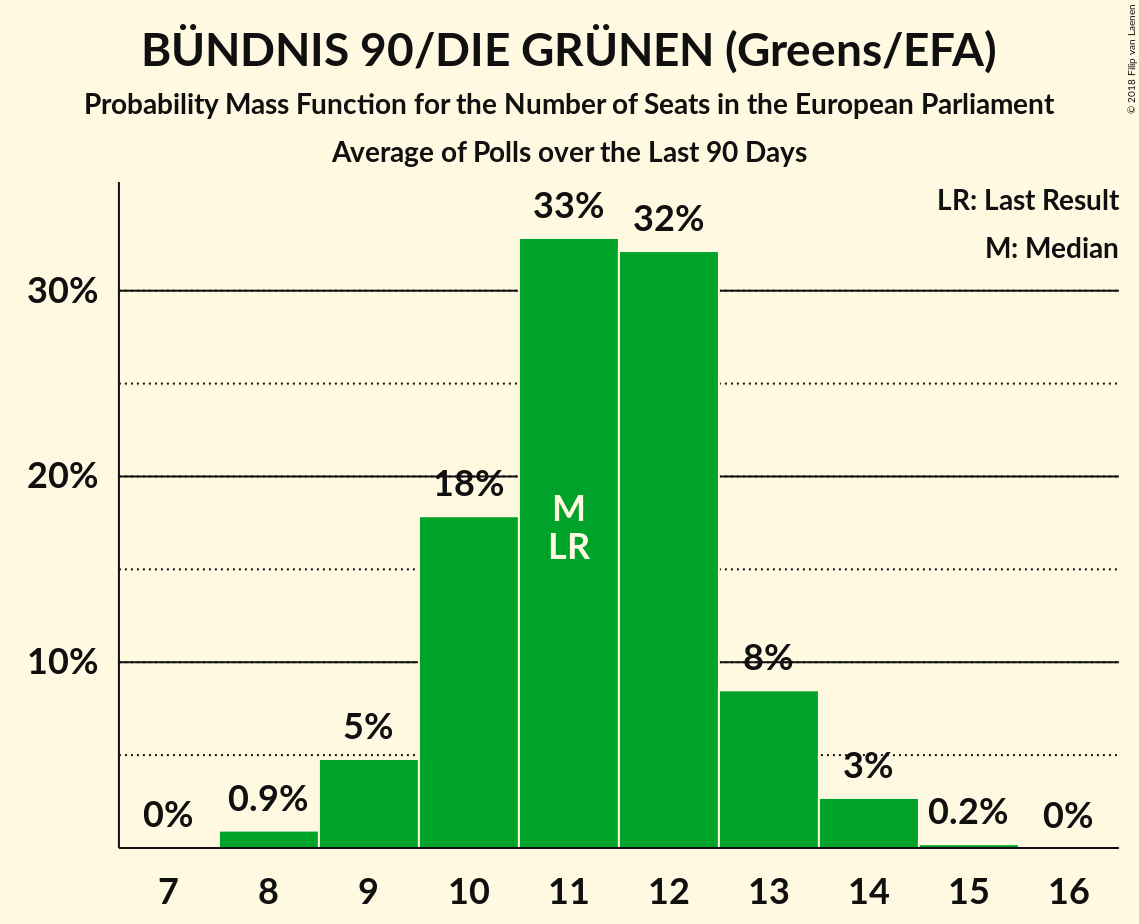 BÜNDNIS 90/DIE GRÜNEN (Greens/EFA)
Probability Mass Function for the Number of Seats in the European Parliament
Average of Polls over the Last 90 Days
© 2018 Filip van Laenen
LR: Last Result
M: Median
30%
20%
10%
0%
0.9%
5%
18%
33%
32%
8%
3%
0.2%
0%
M
LR
7 8 9 10 11 12 13 14 15 16